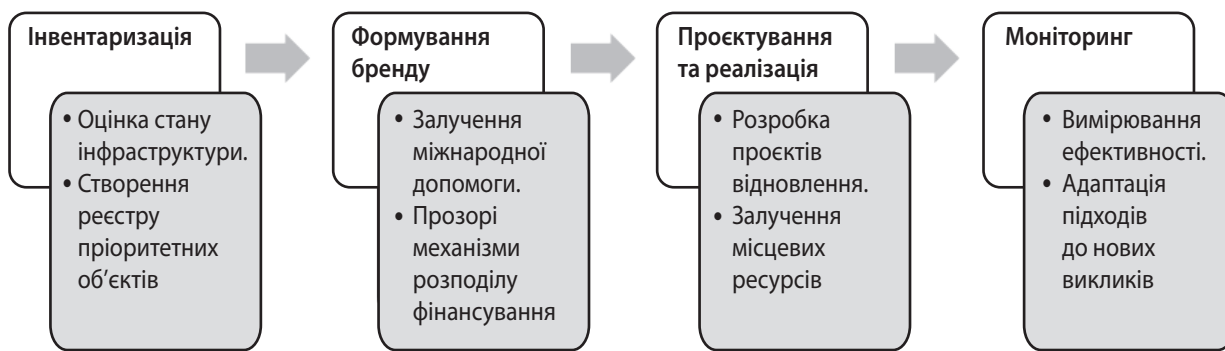 Інвентаризація
• Оцінка стану
інфраструктури.
• Створення
реєстру
пріоритетних
об’єктів
Формування
бренду
• Залучення
міжнародної
допомоги.
• Прозорі
механізми
розподілу
фінансування
Проєктування
та реалізація
• Розробка
проєктів
відновлення.
• Залучення
місцевих
ресурсів
Моніторинг
• Вимірювання
ефективності.
• Адаптація
підходів
до нових
викликів